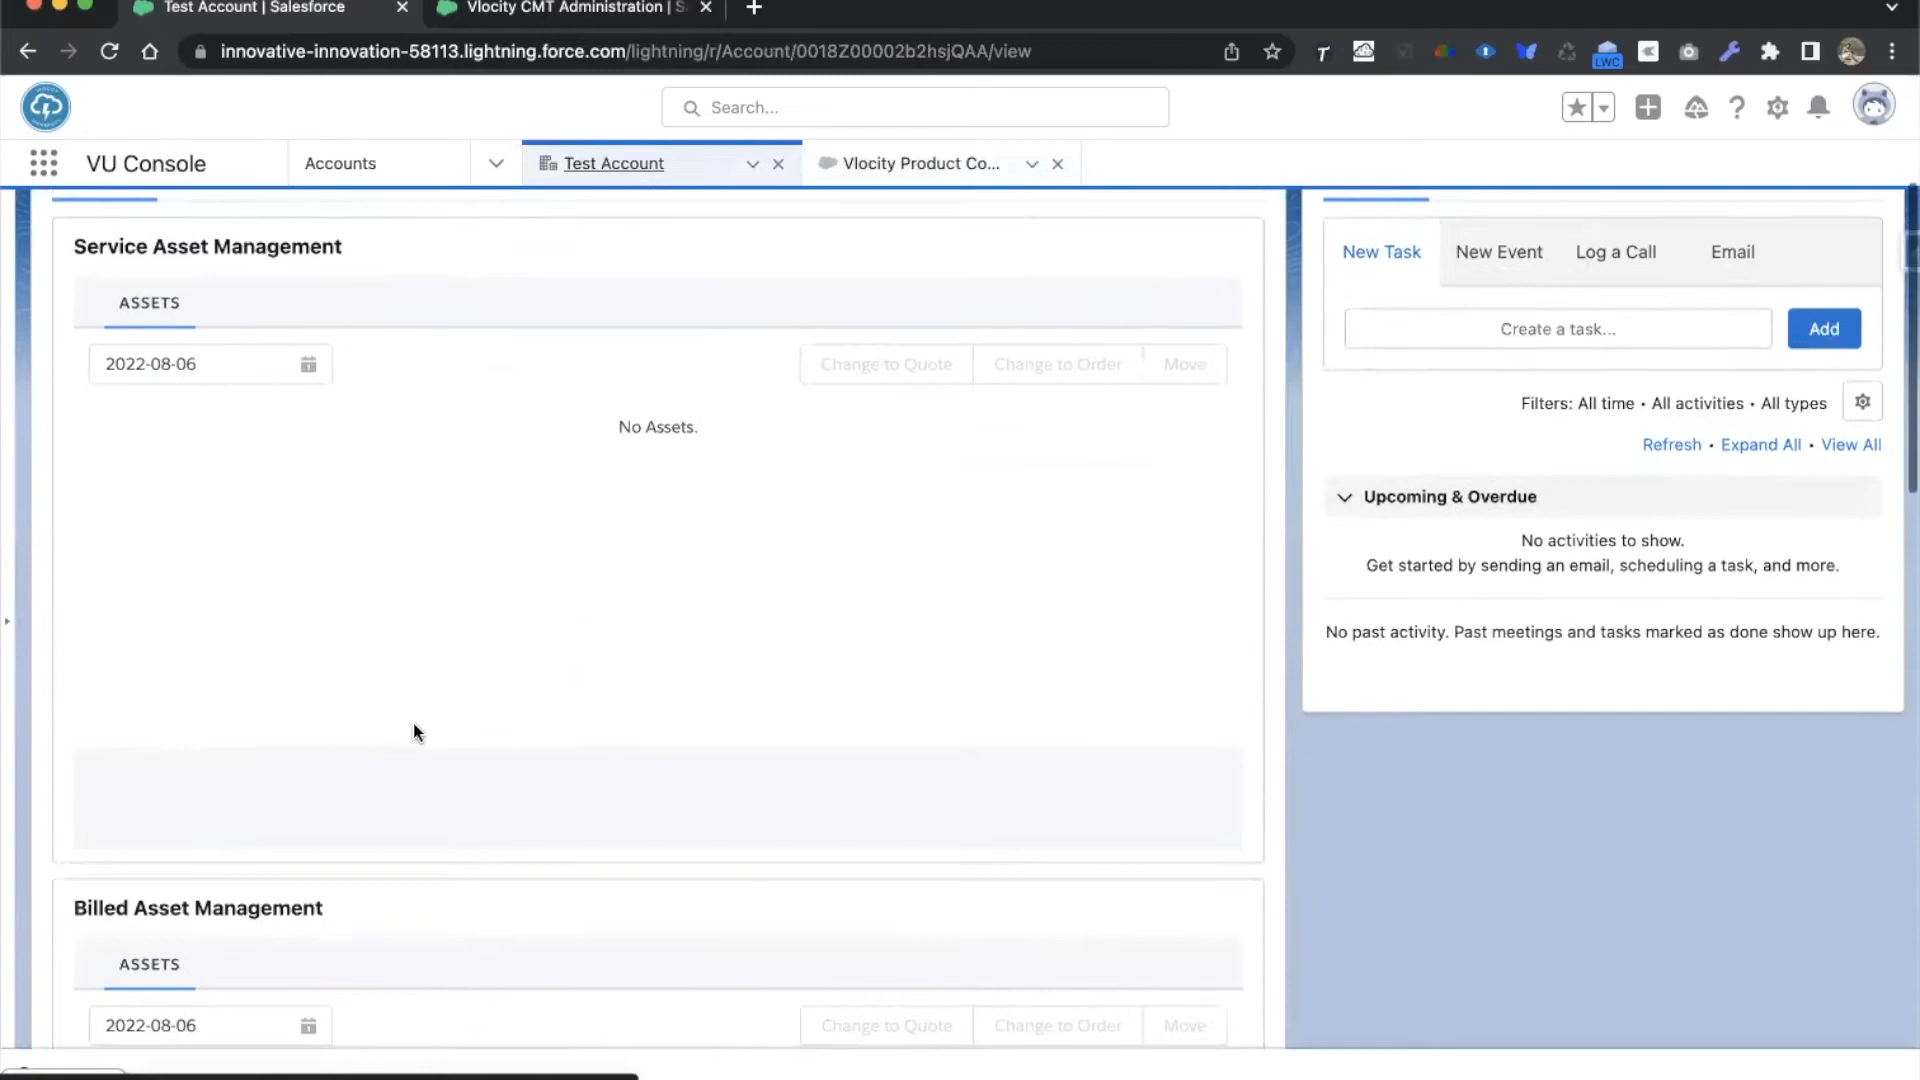 Test Account | Salesforce
Vlocity CMT Administration | S
innovative-innovation-58113.lightning.force.com/lightning/r/Account/0018Z00002b2hsjQAA/view
LWC
Search...
VU Console
Accounts
Test Account
Vlocity Product Co...
Service Asset Management
ASSETS
2022-08-06
Change to Quote
Change to Order
Move
No Assets.
Billed Asset Management
ASSETS
2022-08-06
Change to Quote
Change to Order
Move
New Task
New Event
Log a Call
Email
Create a task...
Add
Filters: All time • All activities • All types
Refresh • Expand All • View All
Upcoming & Overdue
No activities to show.
Get started by sending an email, scheduling a task, and more.
No past activity. Past meetings and tasks marked as done show up here.